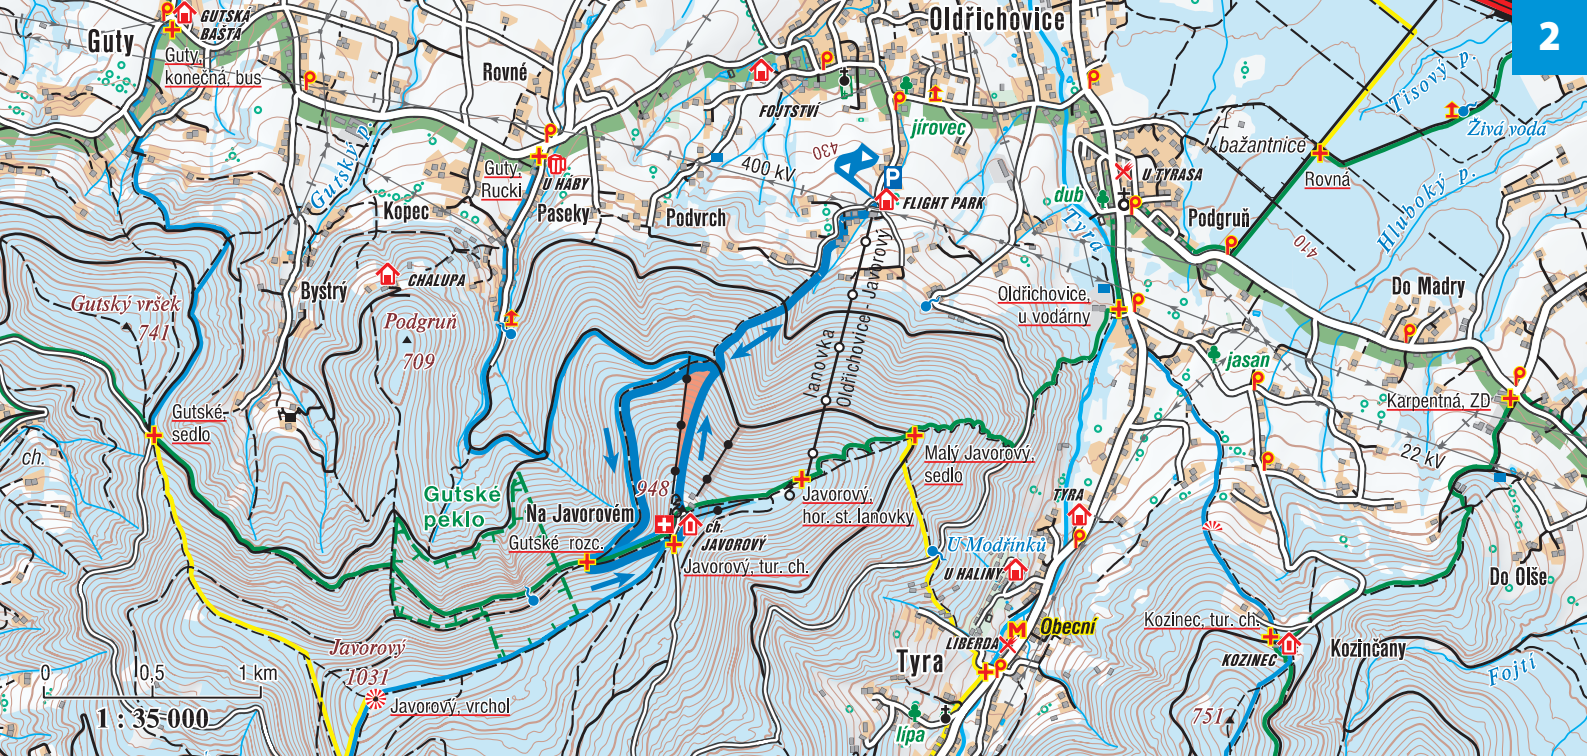 GUTSKÁ
BAŠTA
Guty
Guty,
konečná, bus
Rovné
Oldřichovice
2
FOJTSTVÍ
jírovec
430
400 kV
P
FLIGHT PARK
Tisový p.
Živá voda
bažantnice
Rovná
U TYRASA
dub
Tyra
Podgruň
410
Hluboký p.
Gutský p.
Kopec
Guty,
Rucki
U HÁBY
Paseky
Podvrch
Bystrý
CHALUPA
Gutský vršek
741
Podgruň
709
Oldřichovice,
u vodárny
Do Madry
jasan
Karpentná, ZD
22 kV
lanovka
Oldřichovice-Javorový
Gutské
sedlo
ch.
Gutské
peklo
Na Javorovém
948
Gutské rozc.
ch.
JAVOROVÝ
Javorový, tur. ch.
Javorový,
hor. st. lanovky
Malý Javorový,
sedlo
TYRA
U Modřínků
U HALINY
LIBERDA
M
Obecní
Tyra
lípa
Kozinec, tur. ch.
KOZINEC
Kozinčany
Do Olše
Fojti
751
Javorový
1031
Javorový, vrchol
0
0,5
1 km
1 : 35 000